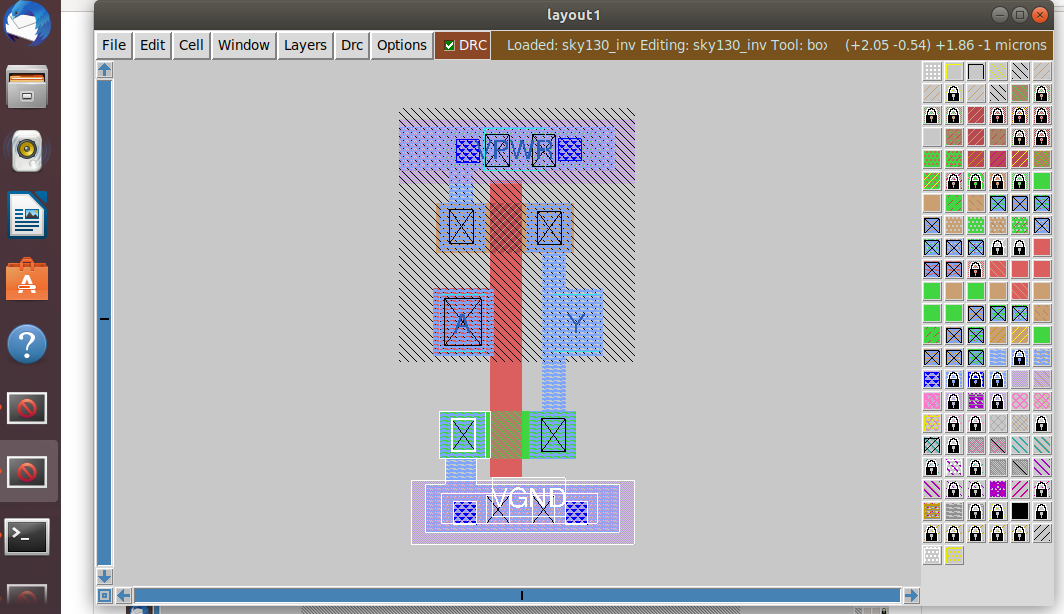 layout1
File Edit Cell Window Layers Drc Options DRC Loaded: sky130_inv Editing: sky130_inv Tool: box (+2.05 -0.54) +1.86 -1 microns
VPWR
A Y
VGND